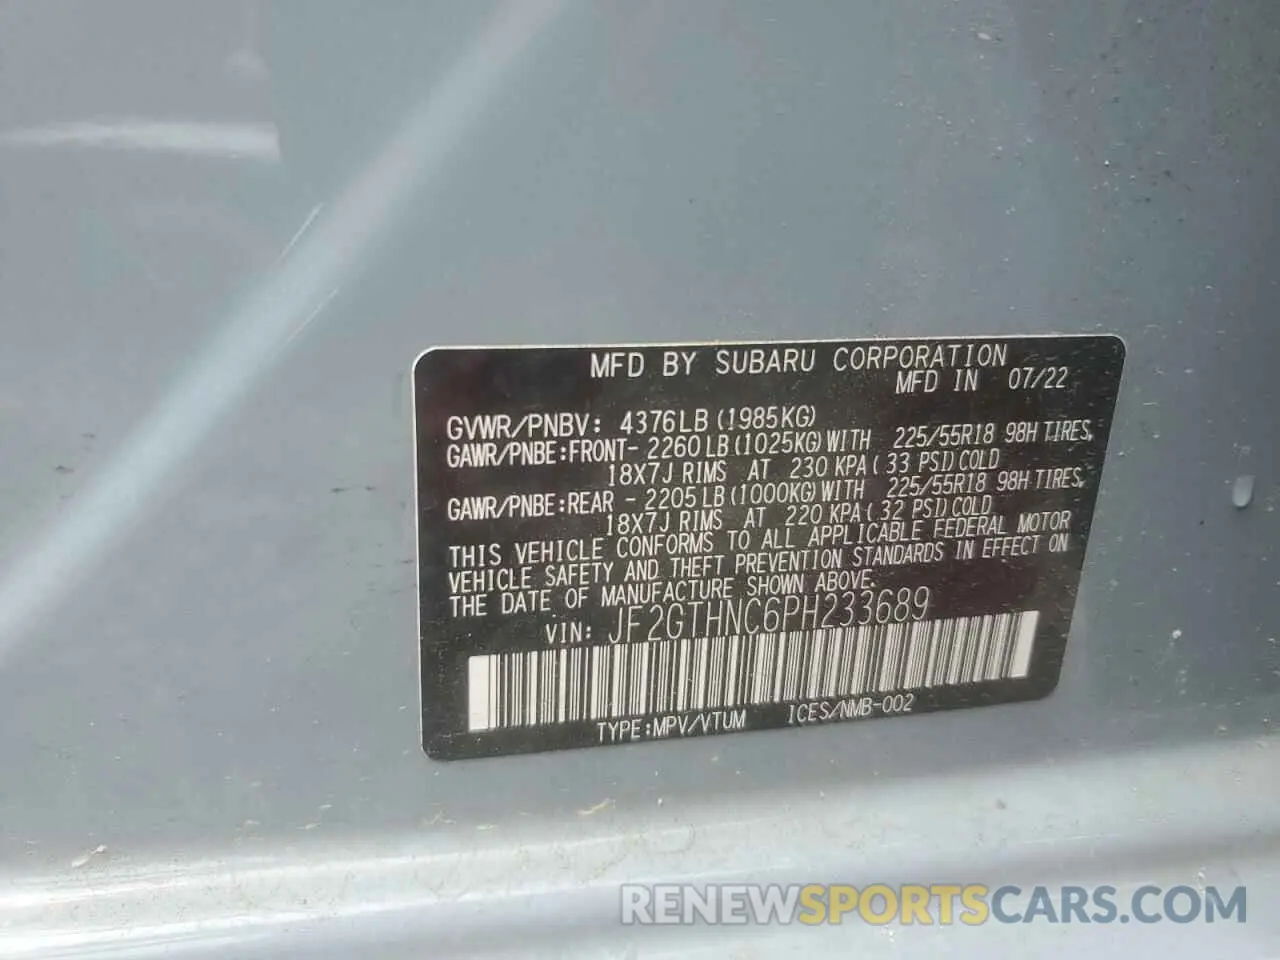 MFD BY SUBARU CORPORATION
MFD IN 07/22
GVWR/PNBV: 4376LB(1985KG)
GAWR/PNBE:FRONT-2260LB(1025KG)WITH 225/55R18 98H TIRES,
18X7J RIMS AT 230 KPA(33 PSI)COLD
GAWR/PNBE:REAR -2205LB(1000KG)WITH 225/55R18 98H TIRES,
18X7J RIMS AT 220 KPA(32 PSI)COLD
THIS VEHICLE CONFORMS TO ALL APPLICABLE FEDERAL MOTOR
VEHICLE SAFETY AND THEFT PREVENTION STANDARDS IN EFFECT ON
THE DATE OF MANUFACTURE SHOWN ABOVE.
VIN: JF2GTHNC6PH233689
TYPE:MPV/VTUM ICES/NMB-002
RENEWSPORTSCARS.COM